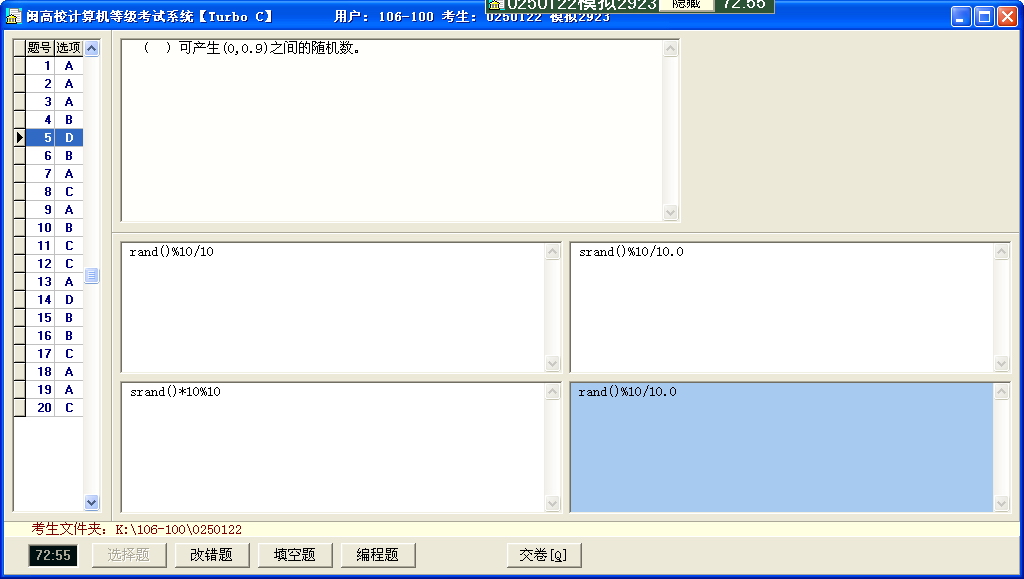 闽高校计算机等级考试系统【Turbo C】 用户: 106-100 考生: 0250122 模拟2923
0250122模拟2923 隐藏 72:55
题号 选项
1 A
2 A
3 A
4 B
5 D
6 B
7 A
8 C
9 A
10 B
11 C
12 C
13 A
14 D
15 B
16 B
17 C
18 A
19 A
20 C
( ) 可产生(0,0.9)之间的随机数。
rand()%10/10
srand()%10/10.0
srand()*10%10
rand()%10/10.0
考生文件夹: K:\106-100\0250122
72:55 选择题 改错题 填空题 编程题 交卷[Q]